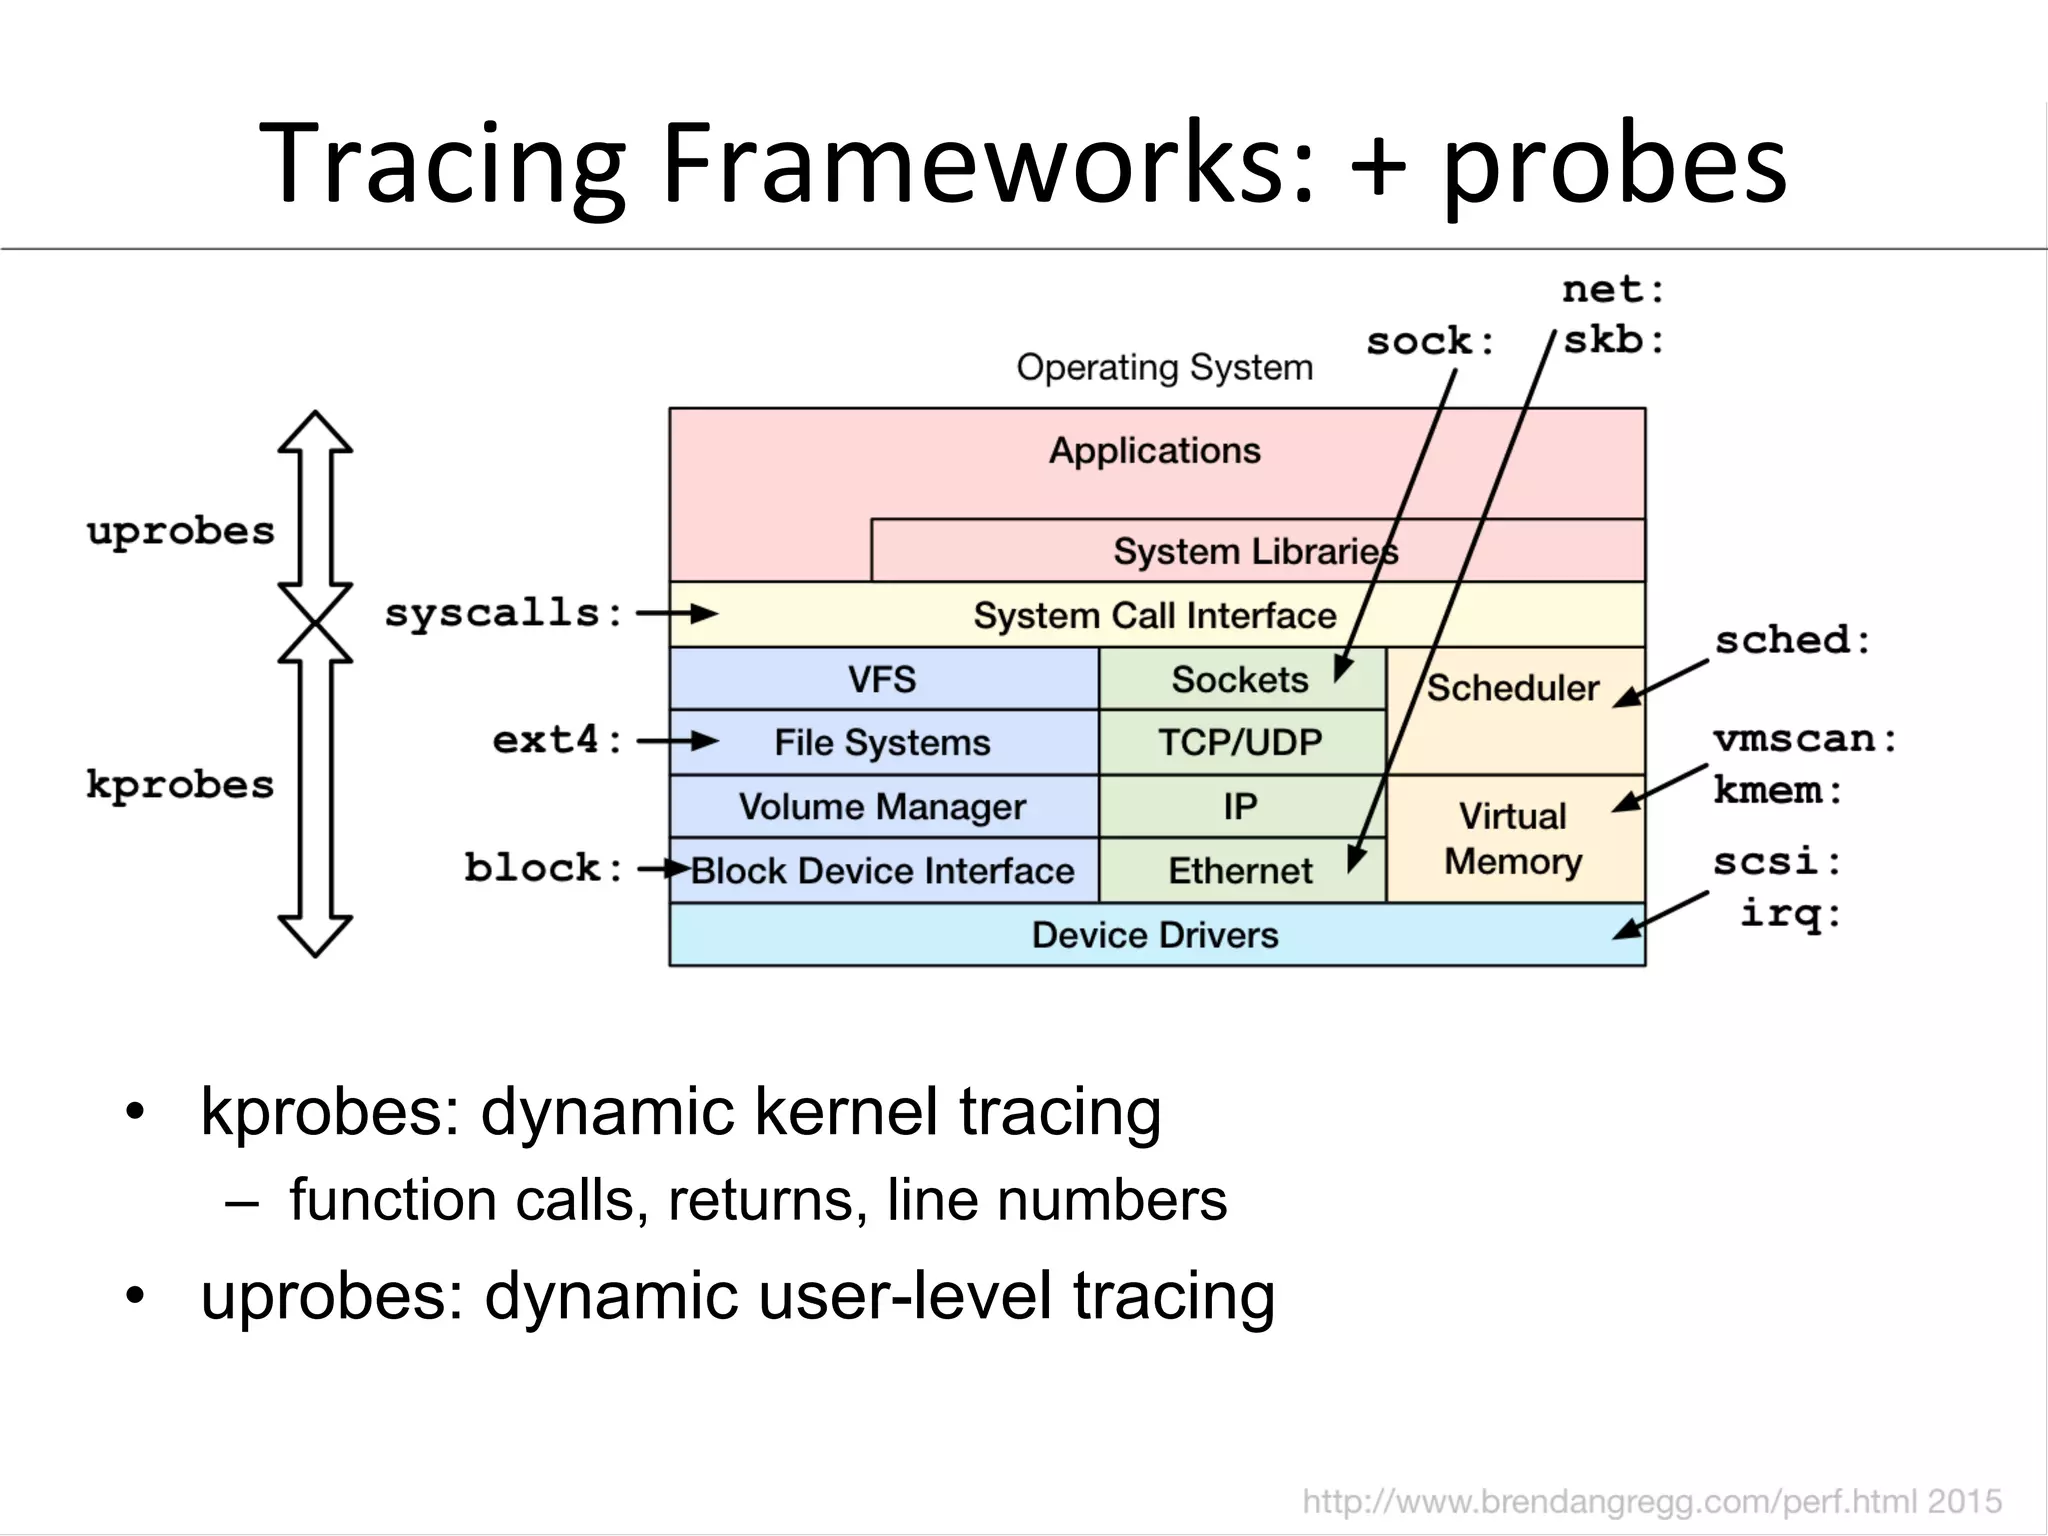 Tracing Frameworks: + probes
net:
sock: skb:
Operating System
Applications
uprobes
System Libraries
syscalls:
System Call Interface
sched:
VFS
Sockets
Scheduler
ext4:
File Systems
TCP/UDP
vmscan:
kmem:
kprobes
Volume Manager
IP
Virtual
Memory
block:
Block Device Interface
Ethernet
scsi:
irq:
Device Drivers
• kprobes: dynamic kernel tracing
– function calls, returns, line numbers
• uprobes: dynamic user-level tracing
http://www.brendangregg.com/perf.html 2015